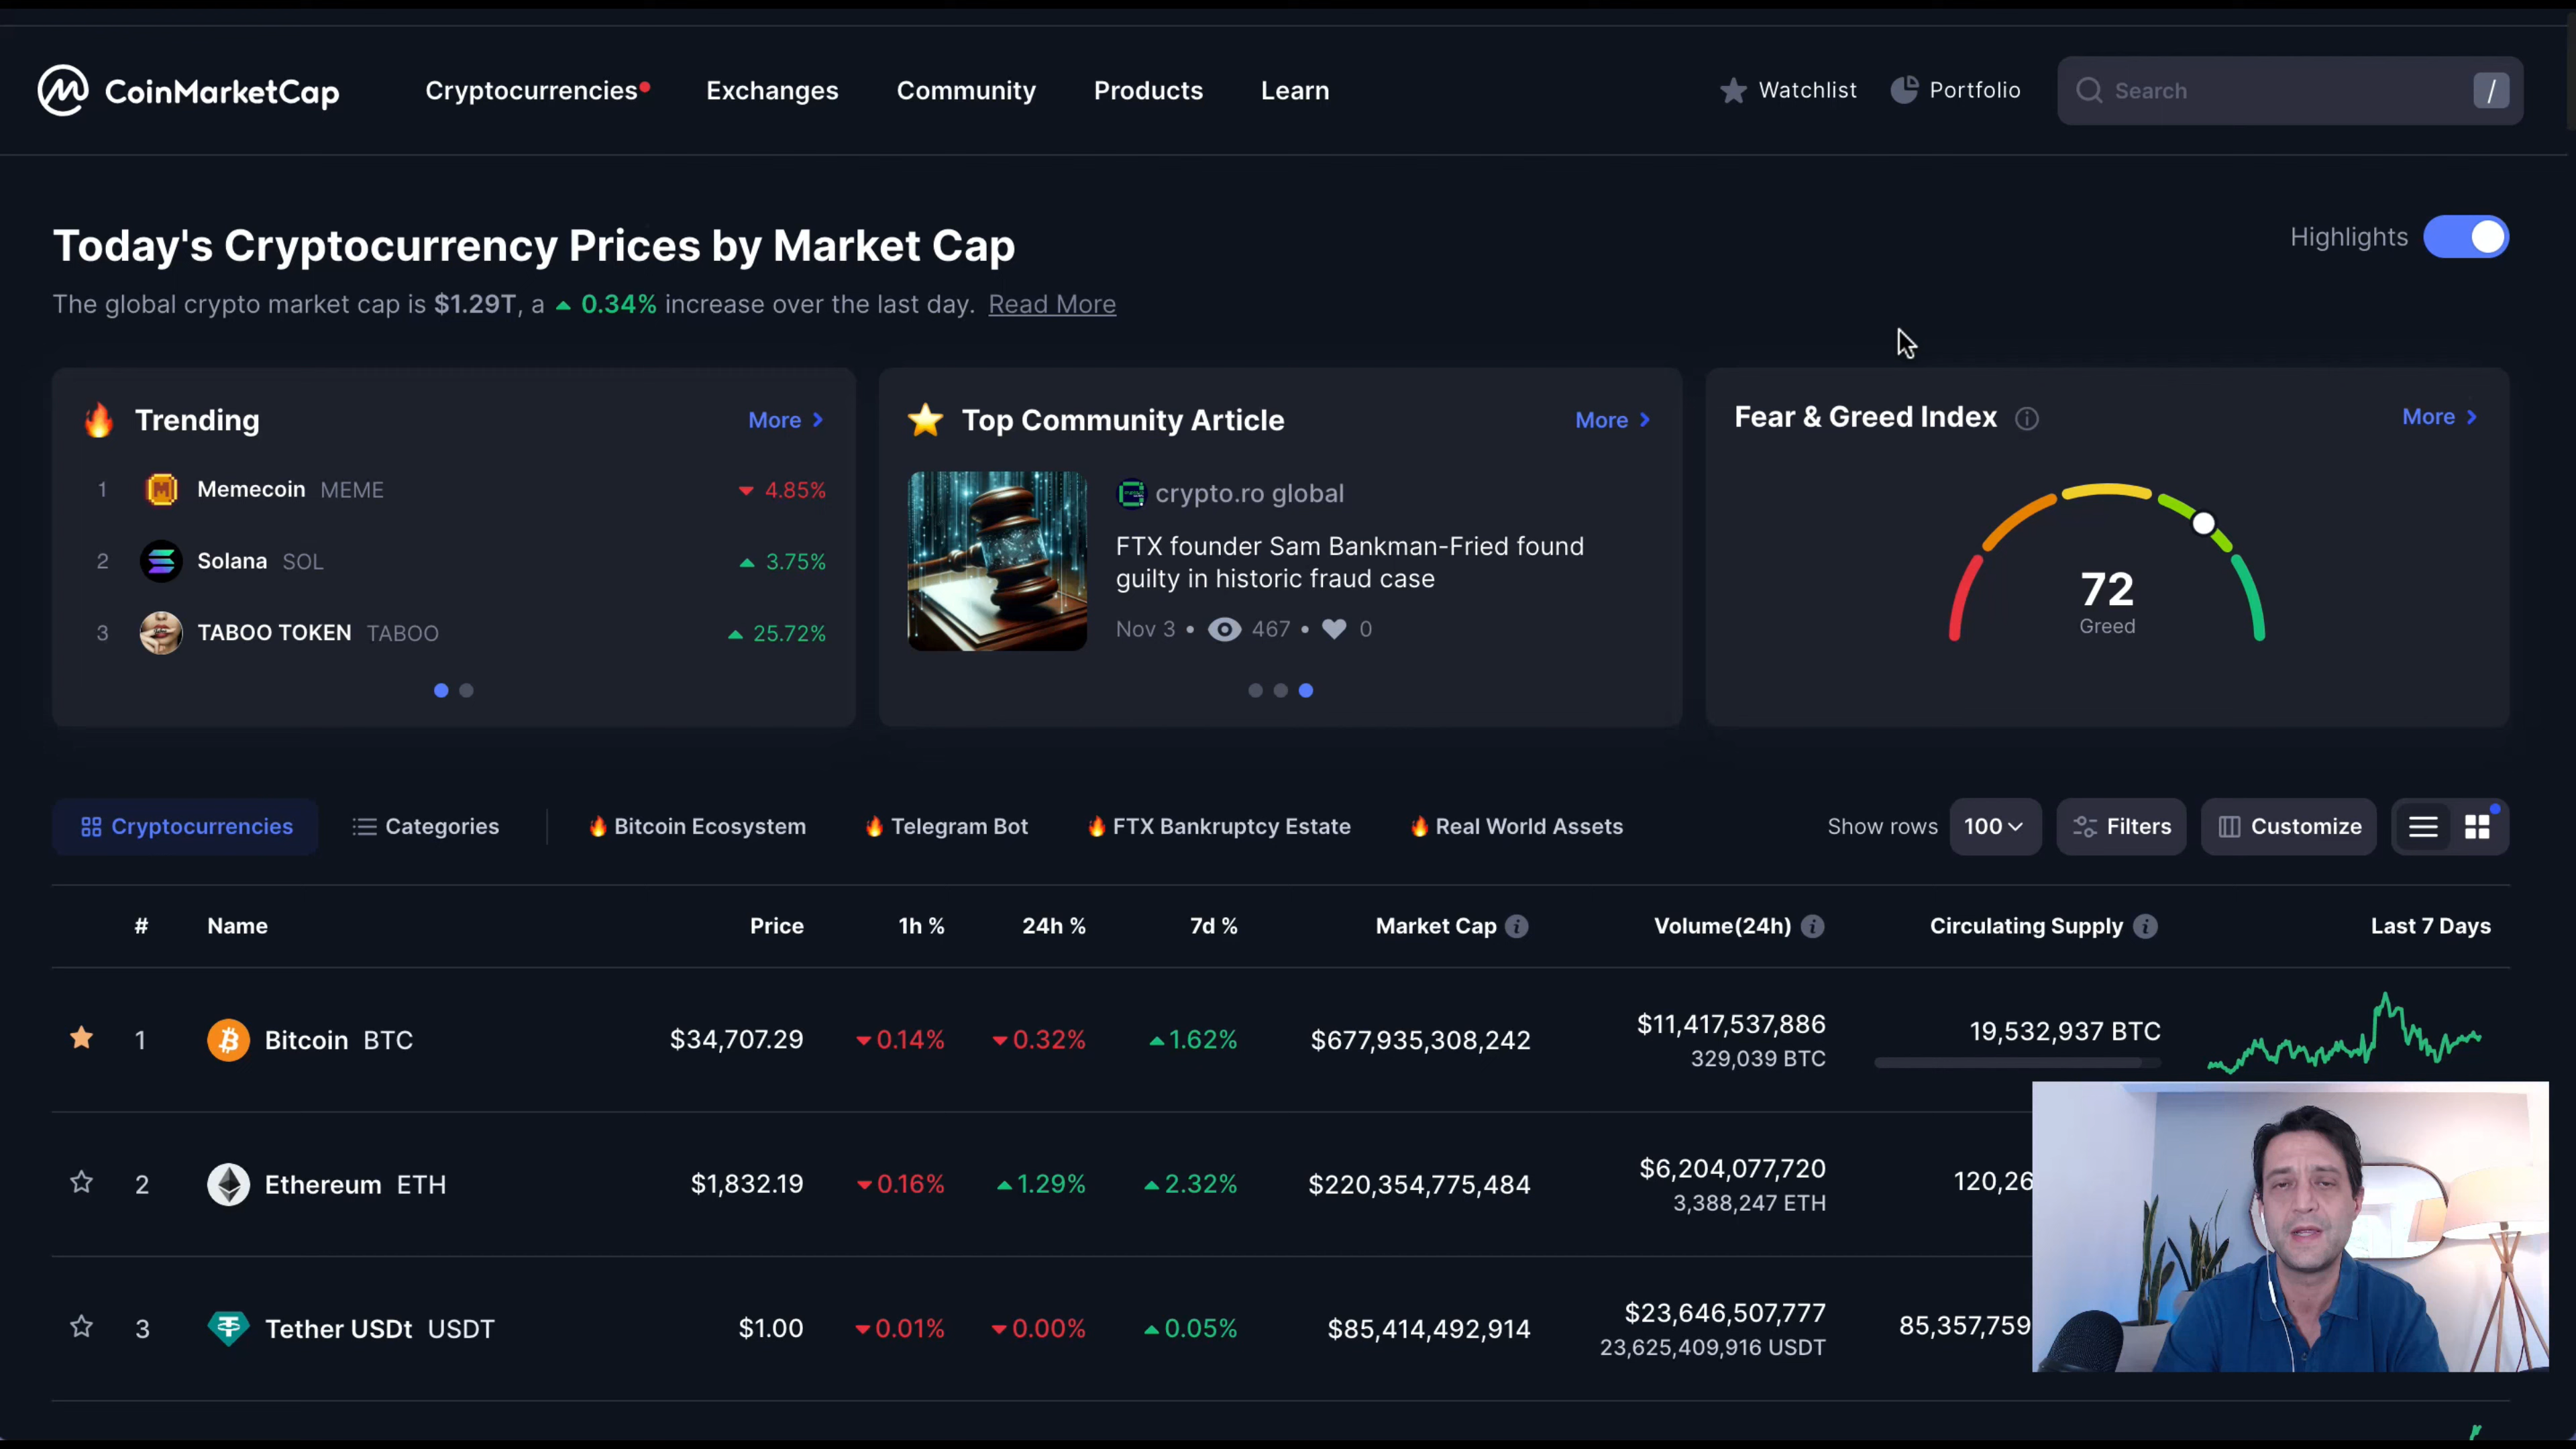 CoinMarketCap Cryptocurrencies Exchanges Community Products Learn Watchlist Portfolio Search /
Today's Cryptocurrency Prices by Market Cap
Highlights
The global crypto market cap is $1.29T, a 0.34% increase over the last day. Read More
Trending More
1 Memecoin MEME 4.85%
2 Solana SOL 3.75%
3 TABOO TOKEN TABOO 25.72%
Top Community Article More
crypto.ro global
FTX founder Sam Bankman-Fried found
guilty in historic fraud case
Nov 3 • 467 • 0
Fear & Greed Index More
72
Greed
Cryptocurrencies Categories Bitcoin Ecosystem Telegram Bot FTX Bankruptcy Estate Real World Assets Show rows 100 Filters Customize
# Name Price 1h % 24h % 7d % Market Cap Volume(24h) Circulating Supply Last 7 Days
1 Bitcoin BTC $34,707.29 0.14% 0.32% 1.62% $677,935,308,242 $11,417,537,886 19,532,937 BTC
329,039 BTC
2 Ethereum ETH $1,832.19 0.16% 1.29% 2.32% $220,354,775,484 $6,204,077,720 120,26
3,388,247 ETH
3 Tether USDt USDT $1.00 0.01% 0.00% 0.05% $85,414,492,914 $23,646,507,777 85,357,759
23,625,409,916 USDT